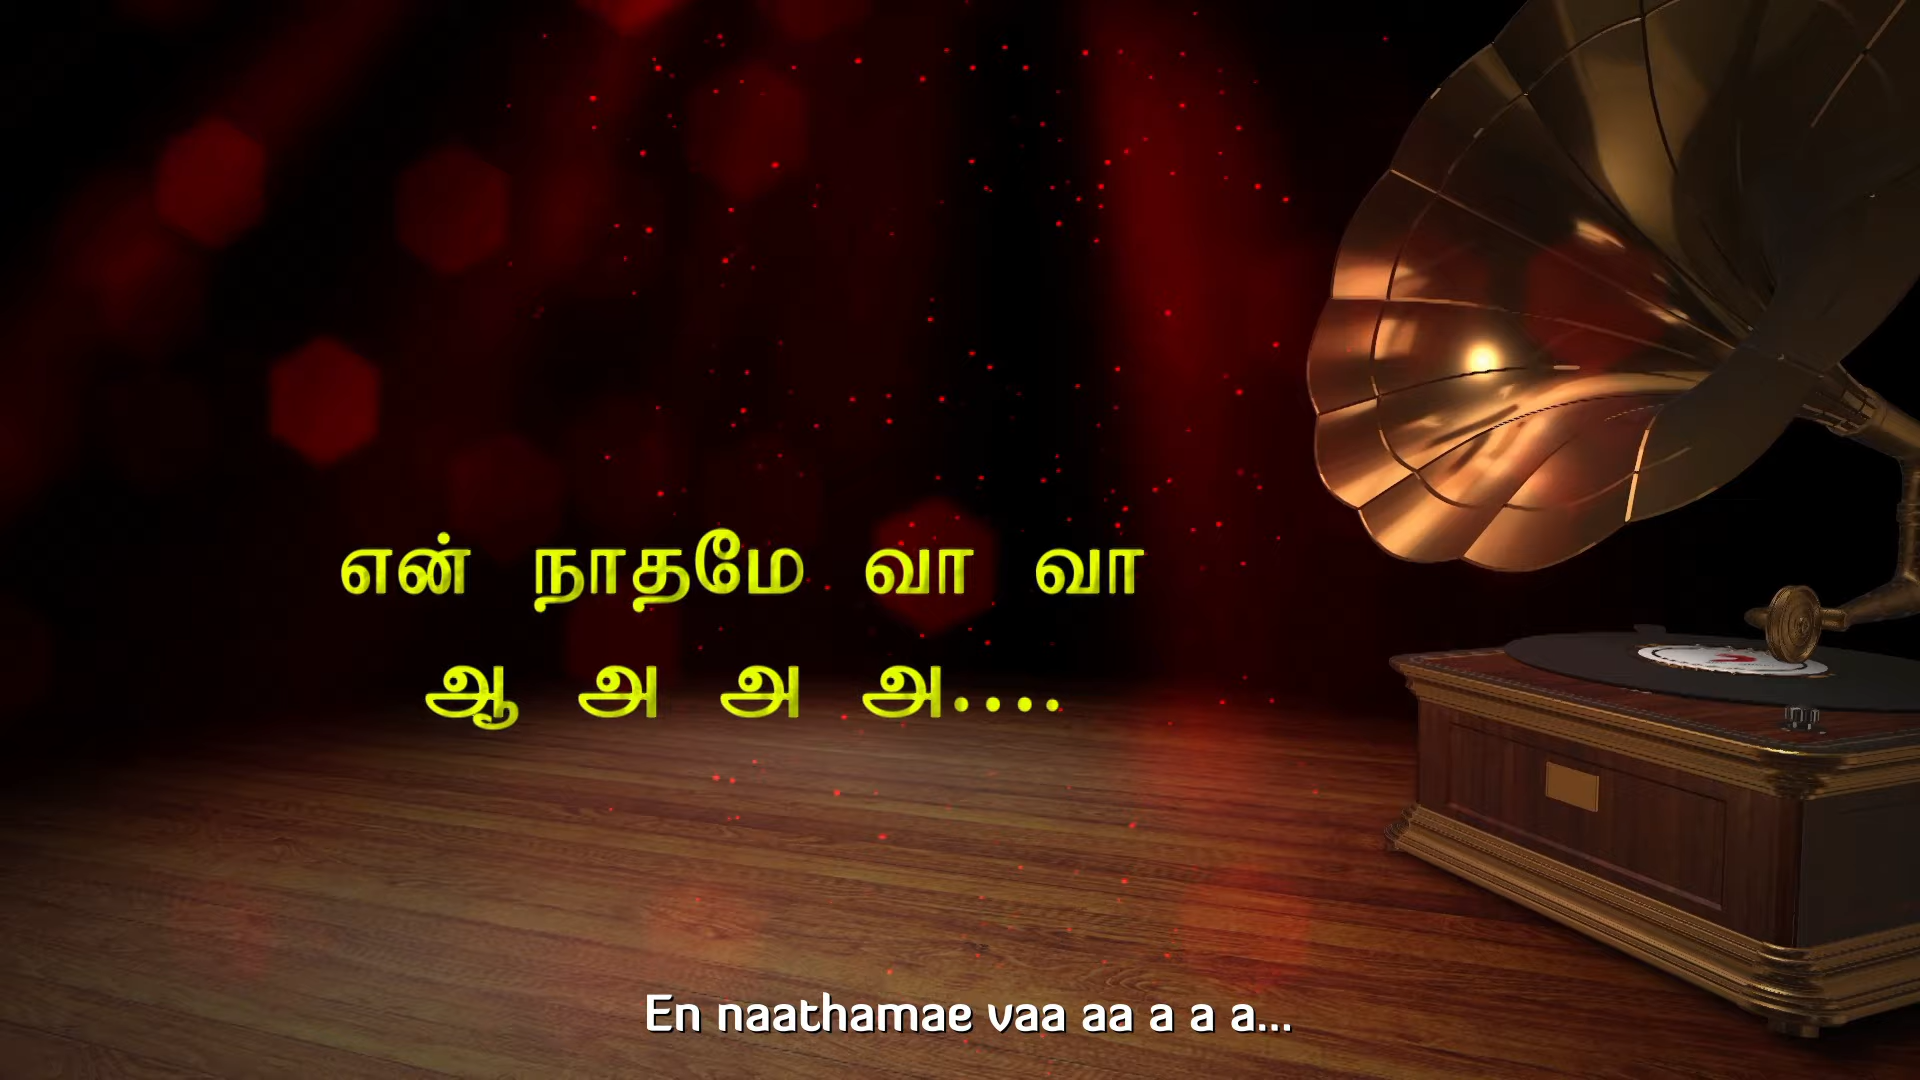 என் நாதமே வா வா
ஆ அ அ அ....
En naathamae vaa aa a a a...